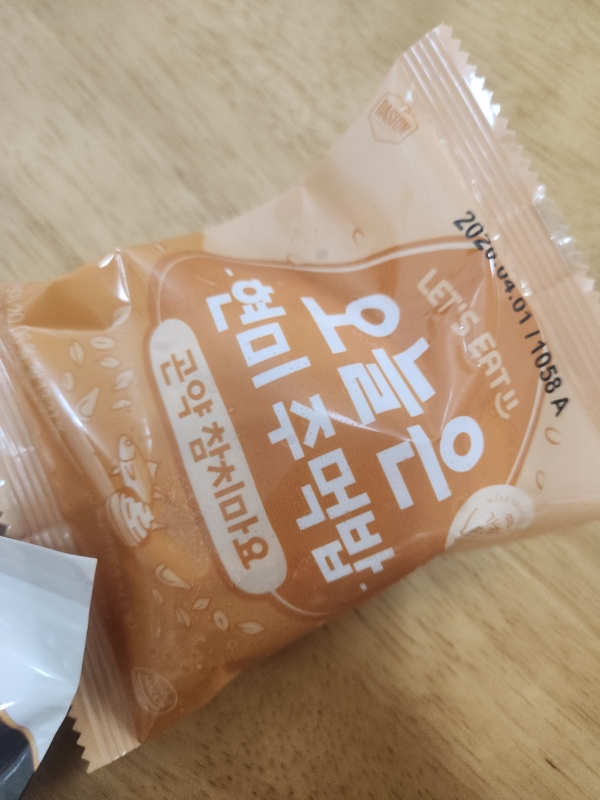 DASHIN
2026.04.01 / 1058 A
LET'S EAT
오늘은
현미 주먹밥
곤약 참치마요